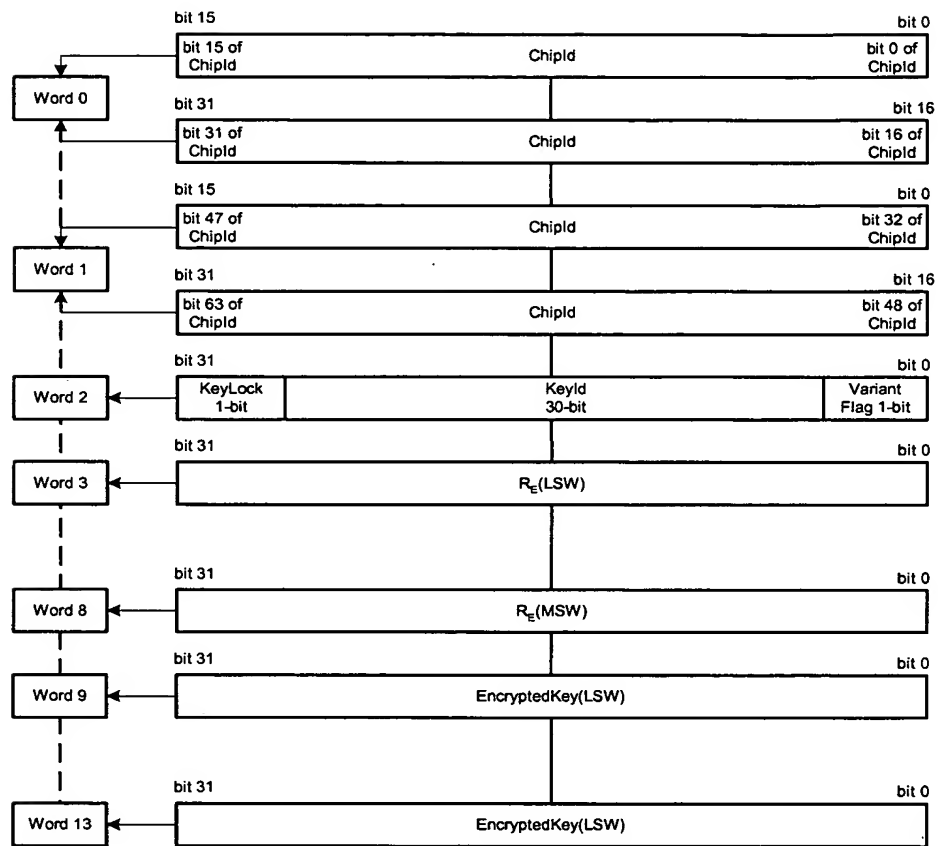 bit 15 bit 0
bit 15 of ChipId ChipId bit 0 of ChipId
Word 0
bit 31 bit 16
bit 31 of ChipId ChipId bit 16 of ChipId
bit 15 bit 0
bit 47 of ChipId ChipId bit 32 of ChipId
Word 1
bit 31 bit 16
bit 63 of ChipId ChipId bit 48 of ChipId
bit 31 bit 0
Word 2 KeyLock 1-bit KeyId 30-bit Variant Flag 1-bit
bit 31 bit 0
Word 3 RE(LSW)
bit 31 bit 0
Word 8 RE(MSW)
bit 31 bit 0
Word 9 EncryptedKey(LSW)
bit 31 bit 0
Word 13 EncryptedKey(LSW)